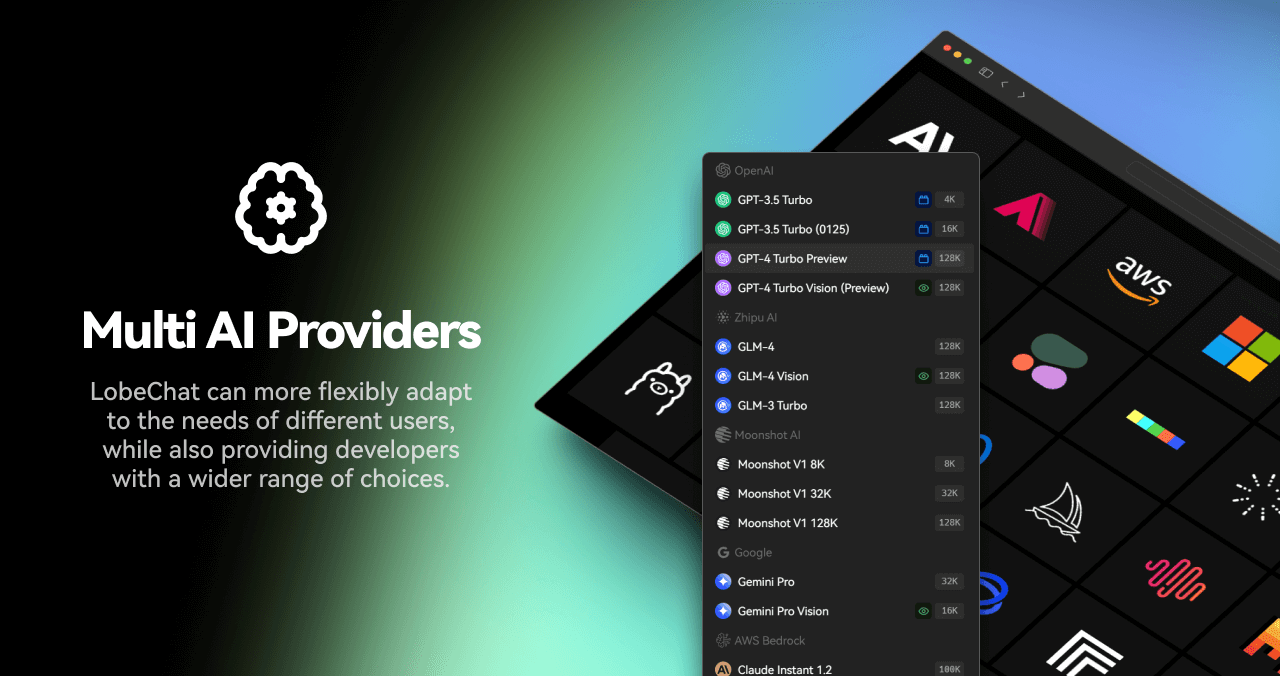 Multi AI Providers
LobeChat can more flexibly adapt
to the needs of different users,
while also providing developers
with a wider range of choices.
AI
aws
OpenAI
GPT-3.5 Turbo 4K
GPT-3.5 Turbo (0125) 16K
GPT-4 Turbo Preview 128K
GPT-4 Turbo Vision (Preview) 128K
Zhipu AI
GLM-4 128K
GLM-4 Vision 128K
GLM-3 Turbo 128K
Moonshot AI
Moonshot V1 8K 8K
Moonshot V1 32K 32K
Moonshot V1 128K 128K
Google
Gemini Pro 32K
Gemini Pro Vision 16K
AWS Bedrock
Claude Instant 1.2 100K